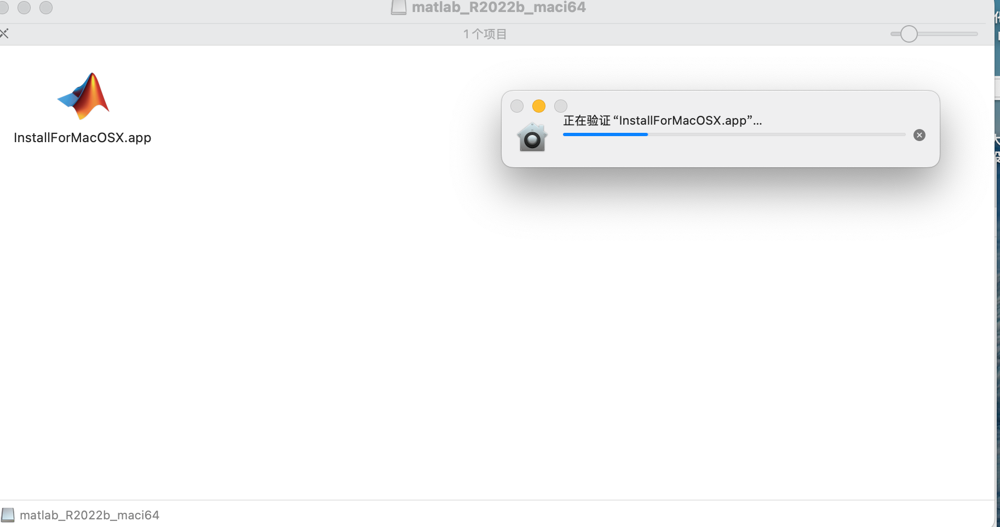 matlab_R2022b_maci64
1 个项目
InstallForMacOSX.app
正在验证“InstallForMacOSX.app”...
matlab_R2022b_maci64